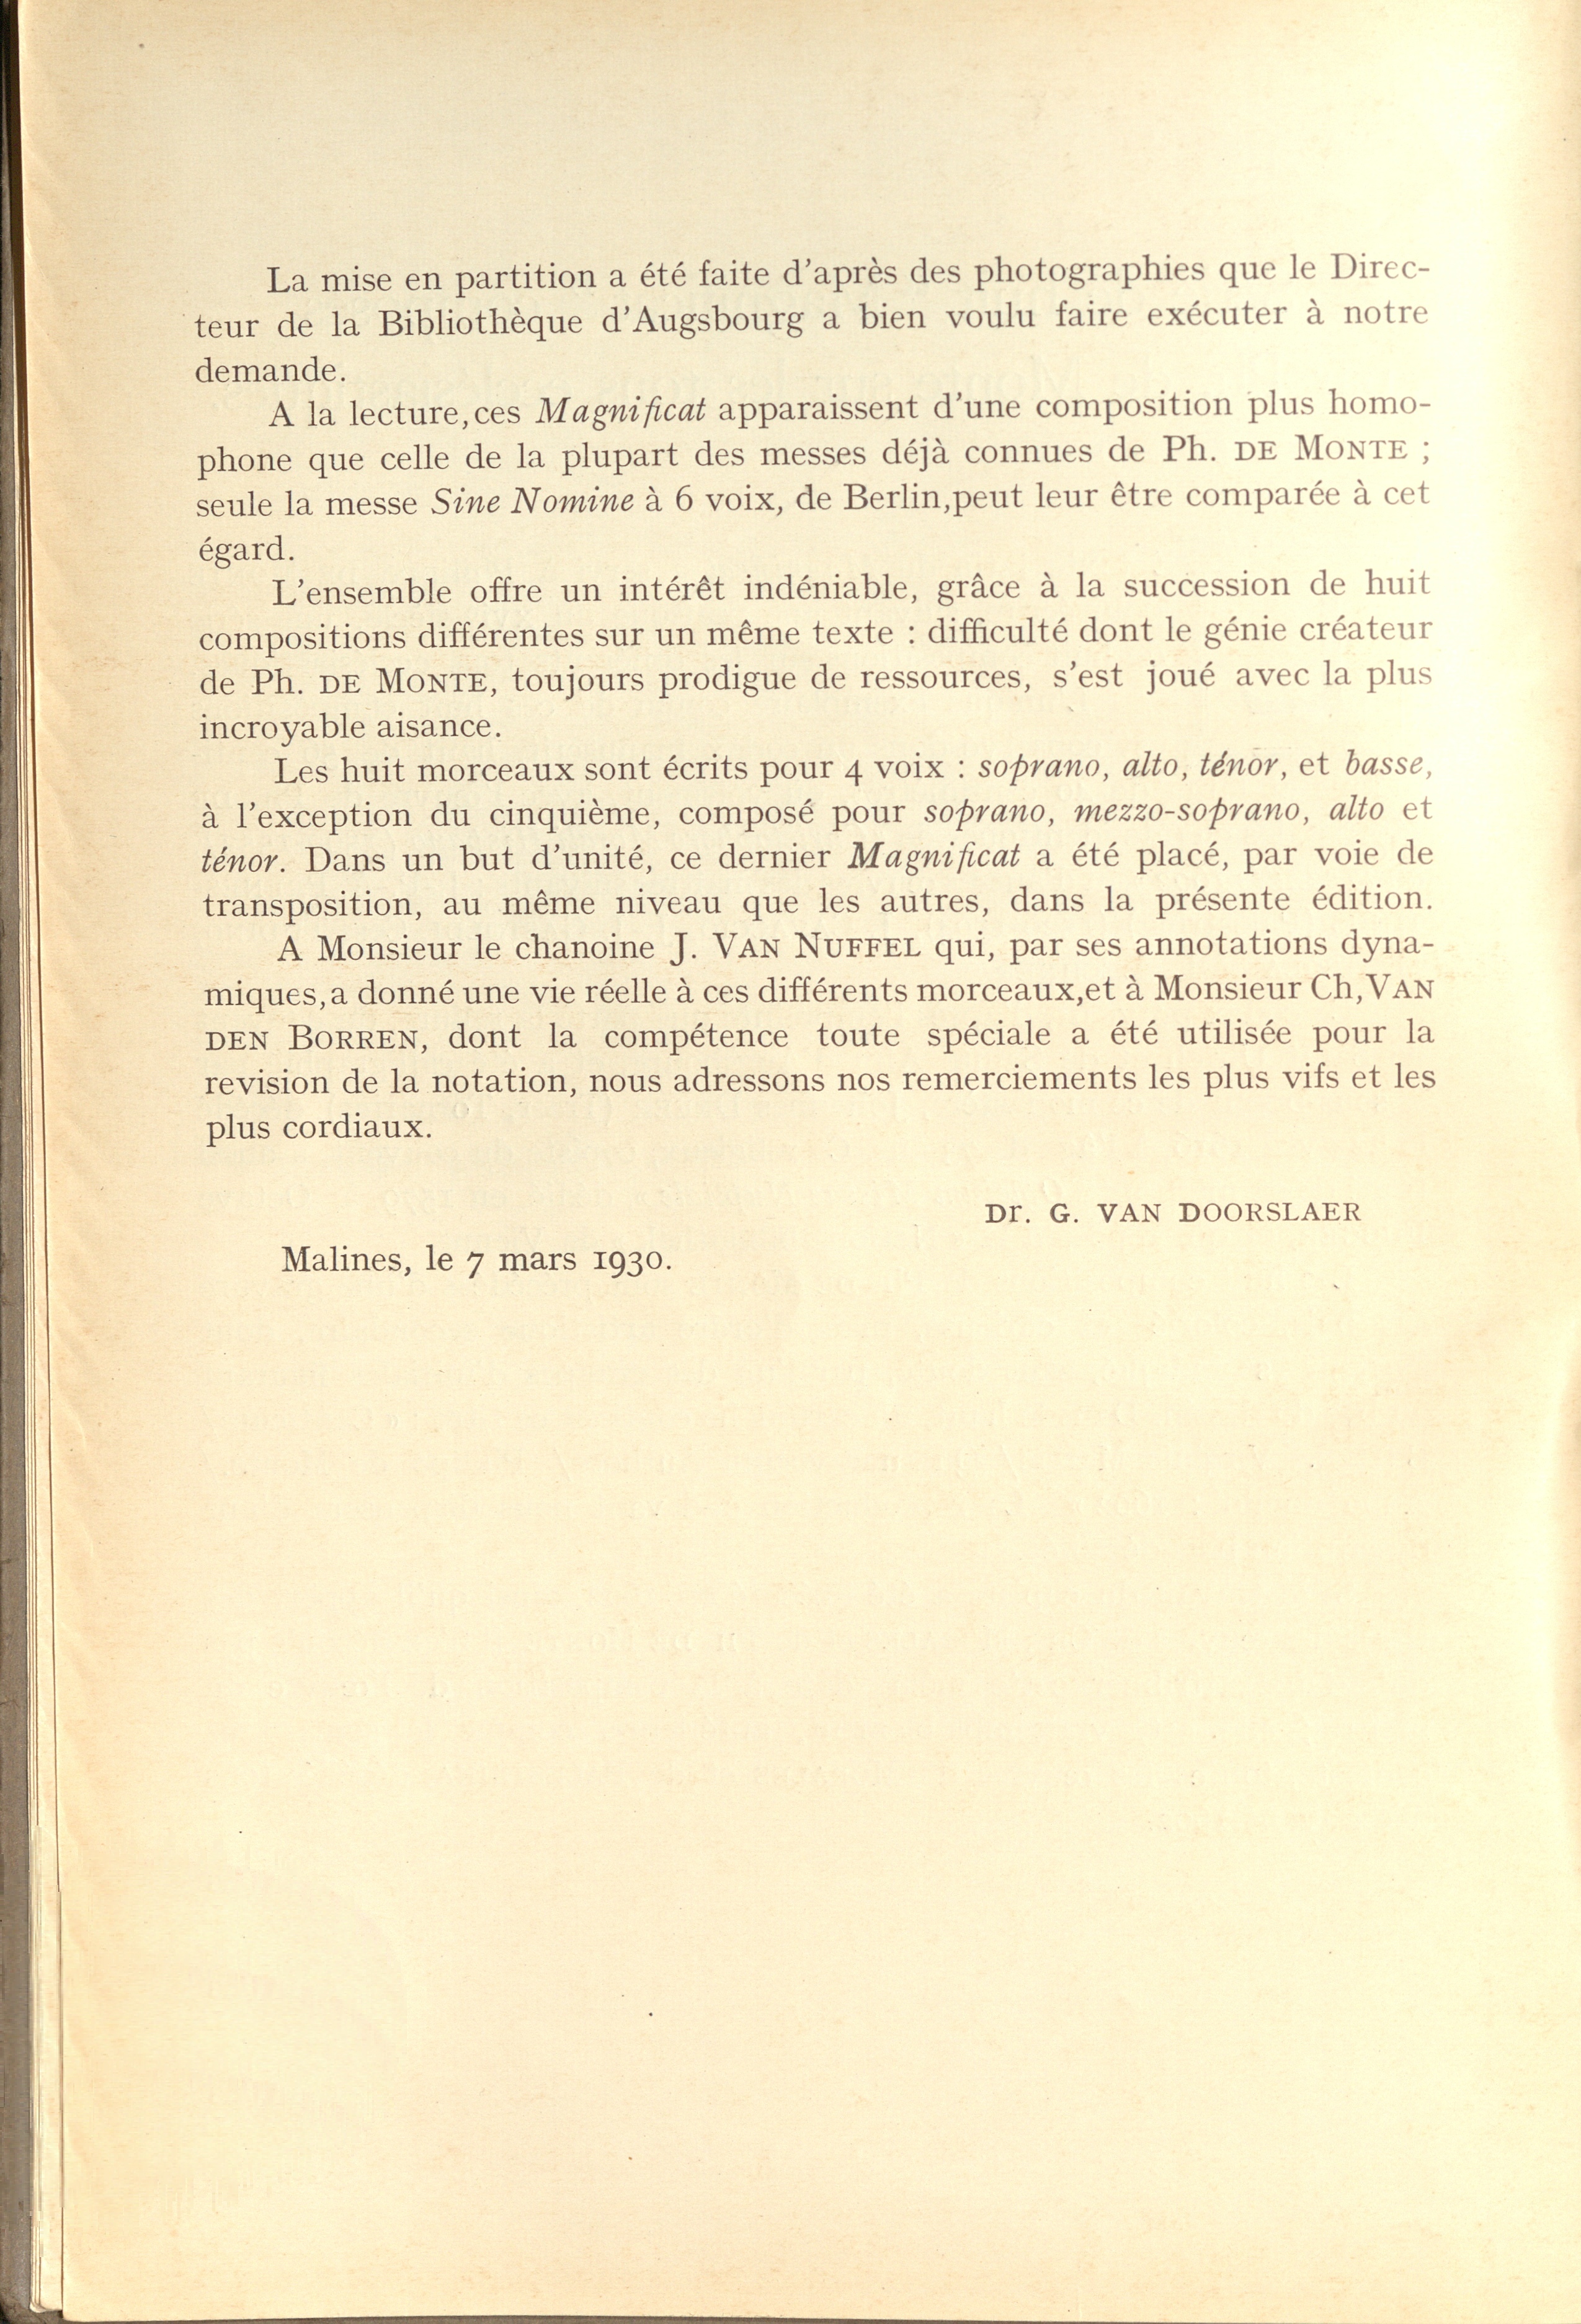 La mise en partition a été faite d'après des photographies que le Direc-
teur de la Bibliothèque d'Augsbourg a bien voulu faire exécuter à notre
demande.
A la lecture, ces Magnificat apparaissent d'une composition plus homo-
phone que celle de la plupart des messes déjà connues de Ph. DE MONTE ;
seule la messe Sine Nomine à 6 voix, de Berlin, peut leur être comparée à cet
égard.
L'ensemble offre un intérêt indéniable, grâce à la succession de huit
compositions différentes sur un même texte : difficulté dont le génie créateur
de Ph. DE MONTE, toujours prodigue de ressources, s'est joué avec la plus
incroyable aisance.
Les huit morceaux sont écrits pour 4 voix : soprano, alto, ténor, et basse,
à l'exception du cinquième, composé pour soprano, mezzo-soprano, alto et
ténor. Dans un but d'unité, ce dernier Magnificat a été placé, par voie de
transposition, au même niveau que les autres, dans la présente édition.
A Monsieur le chanoine J. VAN NUFFEL qui, par ses annotations dyna-
miques, a donné une vie réelle à ces différents morceaux, et à Monsieur Ch, VAN
DEN BORREN, dont la compétence toute spéciale a été utilisée pour la
revision de la notation, nous adressons nos remerciements les plus vifs et les
plus cordiaux.
Dr. G. VAN DOORSLAER
Malines, le 7 mars 1930.